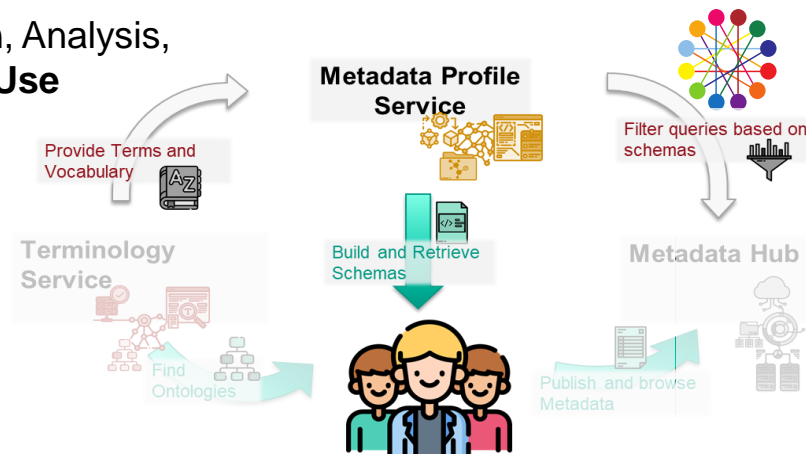 , Analysis,
Use
Metadata Profile
Service
Provide Terms and
Vocabulary
AZ
Filter queries based on
schemas
Terminology
Service
Build and Retrieve
Schemas
Metadata Hub
Find
Ontologies
Publish and browse
Metadata